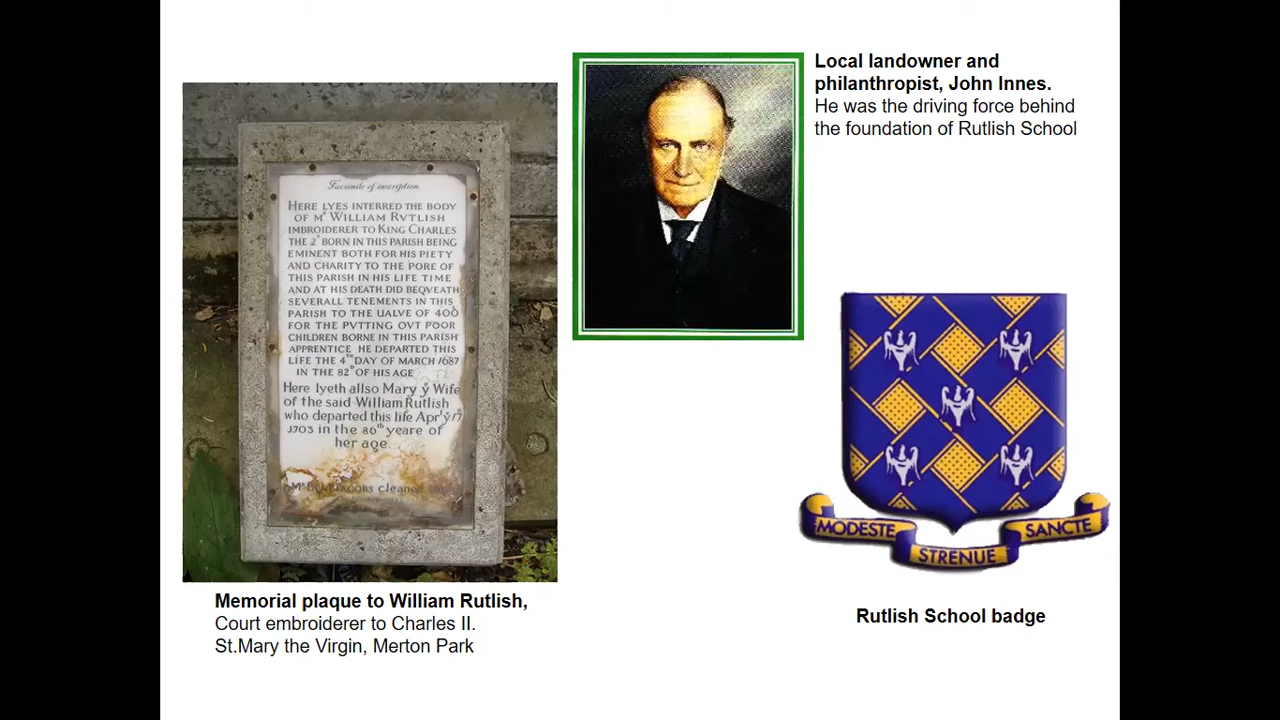 Facsimile of inscription.
HERE LYES INTERRED THE BODY
OF Mʳ WILLIAM RVTLISH
IMBROIDERER TO KING CHARLES
THE 2ᵈ BORN IN THIS PARISH BEING
EMINENT BOTH FOR HIS PIETY
AND CHARITY TO THE PORE OF
THIS PARISH IN HIS LIFE TIME
AND AT HIS DEATH DID BEQVEATH
SEVERALL TENEMENTS IN THIS
PARISH TO THE UALVE OF 400
FOR THE PVTTING OVT POOR
CHILDREN BORNE IN THIS PARISH
APPRENTICE HE DEPARTED THIS
LIFE THE 4ᵀᴴ DAY OF MARCH 1687
IN THE 82ᵈ OF HIS AGE
Here lyeth allso Mary yᵉ Wife
of the said William Rutlish
who departed this life Aprʸ yᵉ 17
1703 in the 86ᵗʰ yeare of
her age.
cleaned
Memorial plaque to William Rutlish,
Court embroiderer to Charles II.
St.Mary the Virgin, Merton Park
Local landowner and
philanthropist, John Innes.
He was the driving force behind
the foundation of Rutlish School
MODESTE
STRENUE
SANCTE
Rutlish School badge